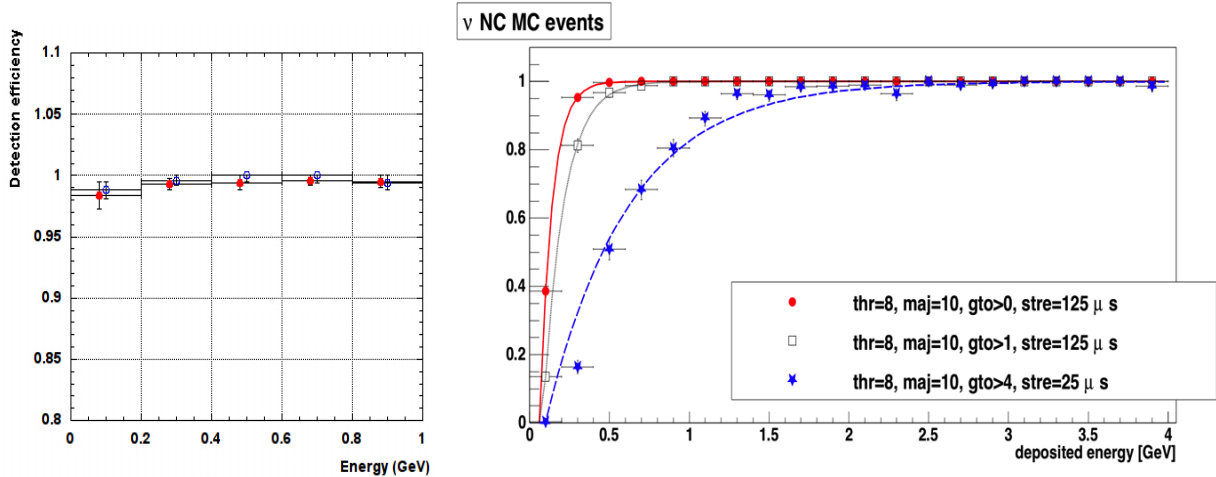 Detection efficiency
1.1
1.05
1
0.95
0.9
0.85
0.8
0 0.2 0.4 0.6 0.8 1
Energy (GeV)
ν NC MC events
1
0.8
0.6
0.4
0.2
0
0 0.5 1 1.5 2 2.5 3 3.5 4
deposited energy [GeV]
thr=8, maj=10, gto>0, stre=125 μ s
thr=8, maj=10, gto>1, stre=125 μ s
thr=8, maj=10, gto>4, stre=25 μ s